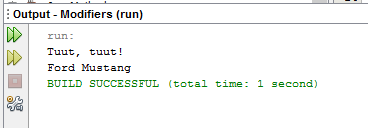 Output - Modifiers (run)
run:
Tuut, tuut!
Ford Mustang
BUILD SUCCESSFUL (total time: 1 second)